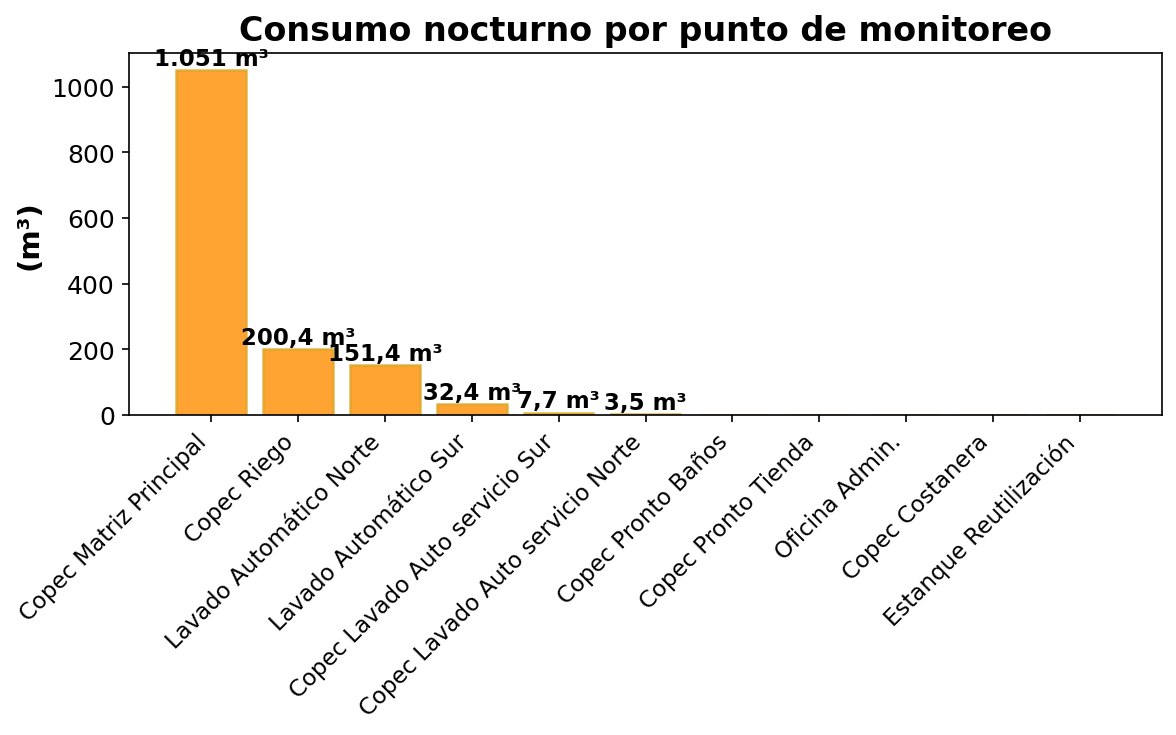 Consumo nocturno por punto de monitoreo
(m³)
1000
800
600
400
200
0
1.051 m³
200,4 m³
151,4 m³
32,4 m³
7,7 m³
3,5 m³
Copec Matriz Principal
Copec Riego
Lavado Automático Norte
Lavado Automático Sur
Copec Lavado Auto servicio Sur
Copec Lavado Auto servicio Norte
Copec Pronto Baños
Copec Pronto Tienda
Oficina Admin.
Copec Costanera
Estanque Reutilización